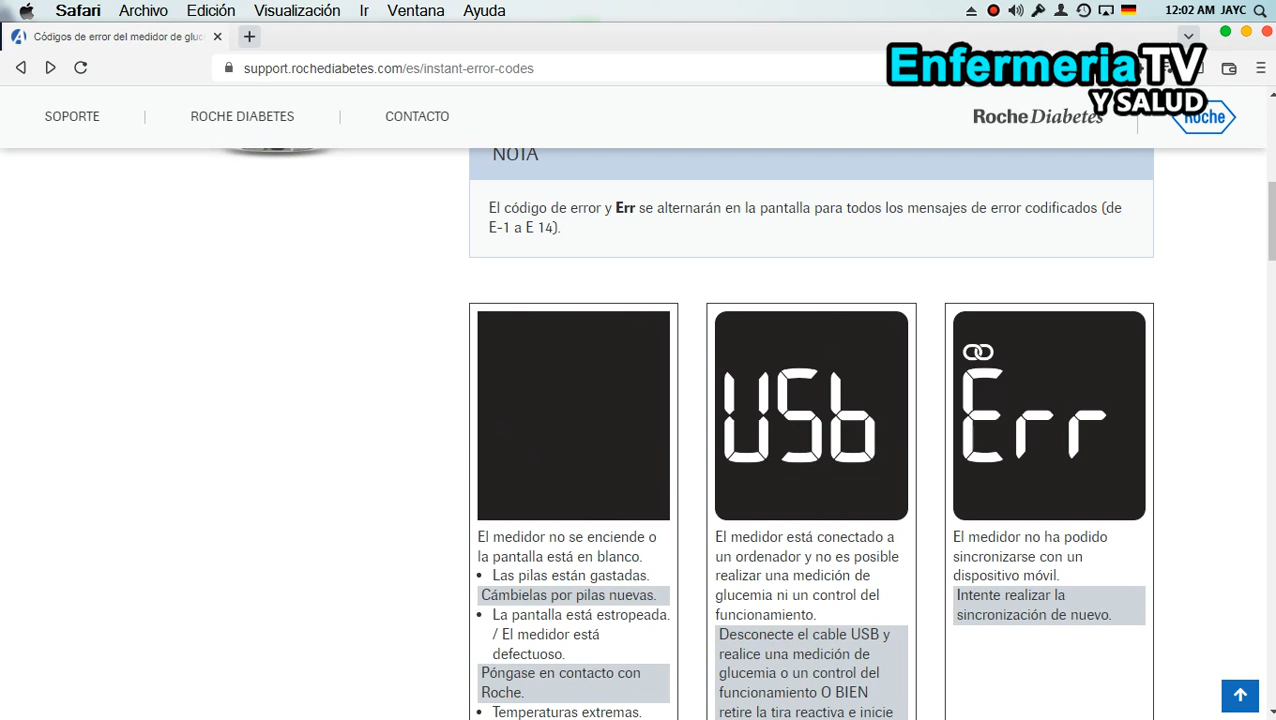 Safari Archivo Edición Visualización Ir Ventana Ayuda 12:02 AM JAYC
Códigos de error del medidor de gluc
support.rochediabetes.com/es/instant-error-codes
EnfermeriaTV
Y SALUD
SOPORTE ROCHE DIABETES CONTACTO RocheDiabetes Roche
NOTA
El código de error y Err se alternarán en la pantalla para todos los mensajes de error codificados (de
E-1 a E 14).
USb
Err
El medidor no se enciende o
la pantalla está en blanco.
• Las pilas están gastadas.
Cámbielas por pilas nuevas.
• La pantalla está estropeada.
/ El medidor está
defectuoso.
Póngase en contacto con
Roche.
• Temperaturas extremas.
El medidor está conectado a
un ordenador y no es posible
realizar una medición de
glucemia ni un control del
funcionamiento.
Desconecte el cable USB y
realice una medición de
glucemia o un control del
funcionamiento O BIEN
retire la tira reactiva e inicie
El medidor no ha podido
sincronizarse con un
dispositivo móvil.
Intente realizar la
sincronización de nuevo.